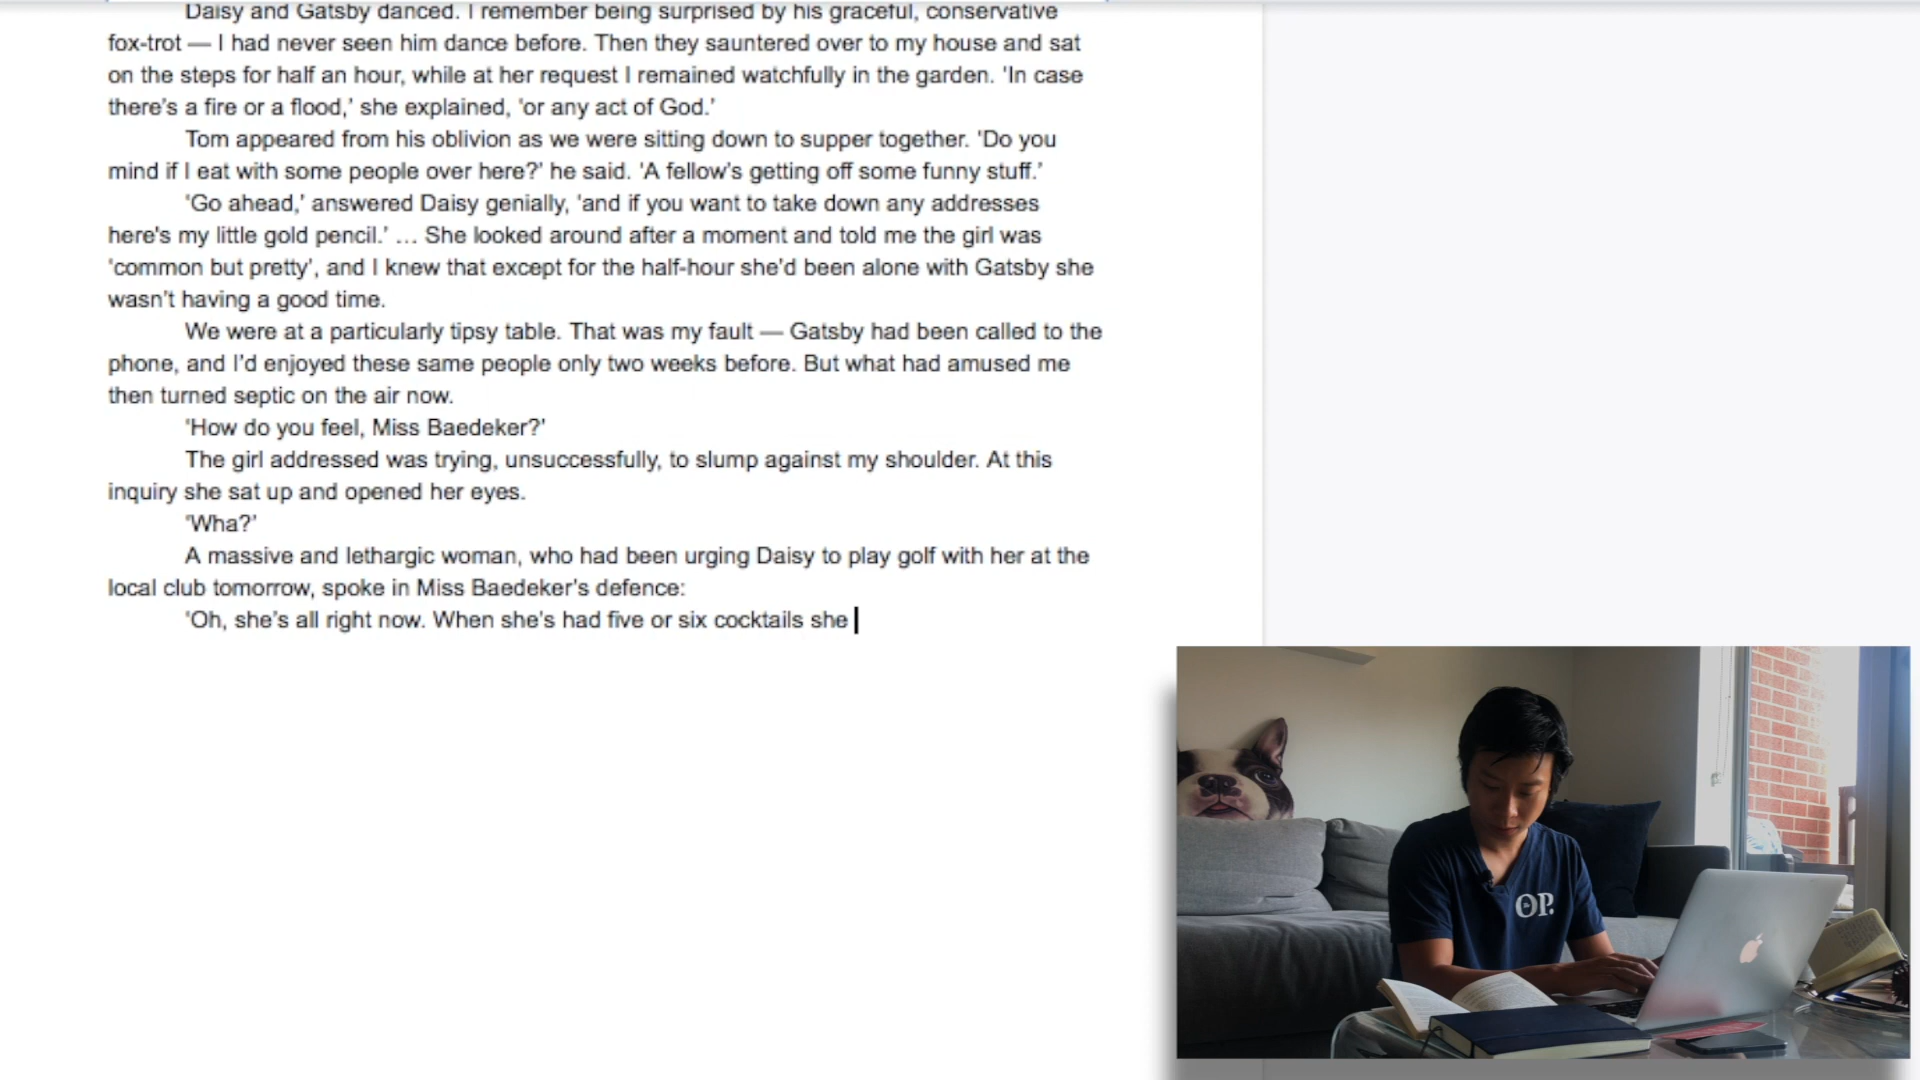 Daisy and Gatsby danced. I remember being surprised by his graceful, conservative
fox-trot — I had never seen him dance before. Then they sauntered over to my house and sat
on the steps for half an hour, while at her request I remained watchfully in the garden. 'In case
there's a fire or a flood,' she explained, 'or any act of God.'
Tom appeared from his oblivion as we were sitting down to supper together. 'Do you
mind if I eat with some people over here?' he said. 'A fellow's getting off some funny stuff.'
'Go ahead,' answered Daisy genially, 'and if you want to take down any addresses
here's my little gold pencil.' … She looked around after a moment and told me the girl was
'common but pretty', and I knew that except for the half-hour she'd been alone with Gatsby she
wasn't having a good time.
We were at a particularly tipsy table. That was my fault — Gatsby had been called to the
phone, and I'd enjoyed these same people only two weeks before. But what had amused me
then turned septic on the air now.
'How do you feel, Miss Baedeker?'
The girl addressed was trying, unsuccessfully, to slump against my shoulder. At this
inquiry she sat up and opened her eyes.
'Wha?'
A massive and lethargic woman, who had been urging Daisy to play golf with her at the
local club tomorrow, spoke in Miss Baedeker's defence:
'Oh, she's all right now. When she's had five or six cocktails she
OP.